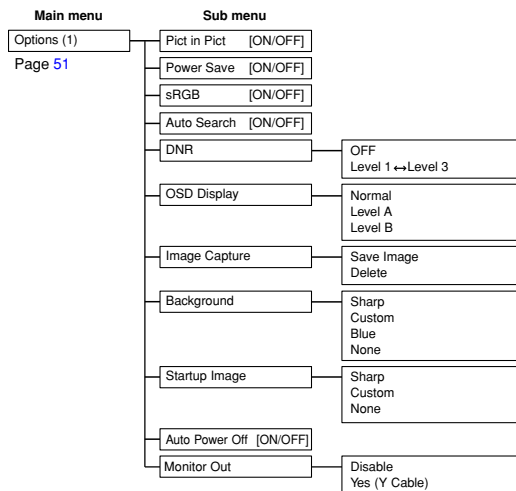 Main menu
Sub menu
Options (1)
Page 51
Pict in Pict [ON/OFF]
Power Save [ON/OFF]
sRGB [ON/OFF]
Auto Search [ON/OFF]
DNR
OFF
Level 1 ↔ Level 3
OSD Display
Normal
Level A
Level B
Image Capture
Save Image
Delete
Background
Sharp
Custom
Blue
None
Startup Image
Sharp
Custom
None
Auto Power Off [ON/OFF]
Monitor Out
Disable
Yes (Y Cable)